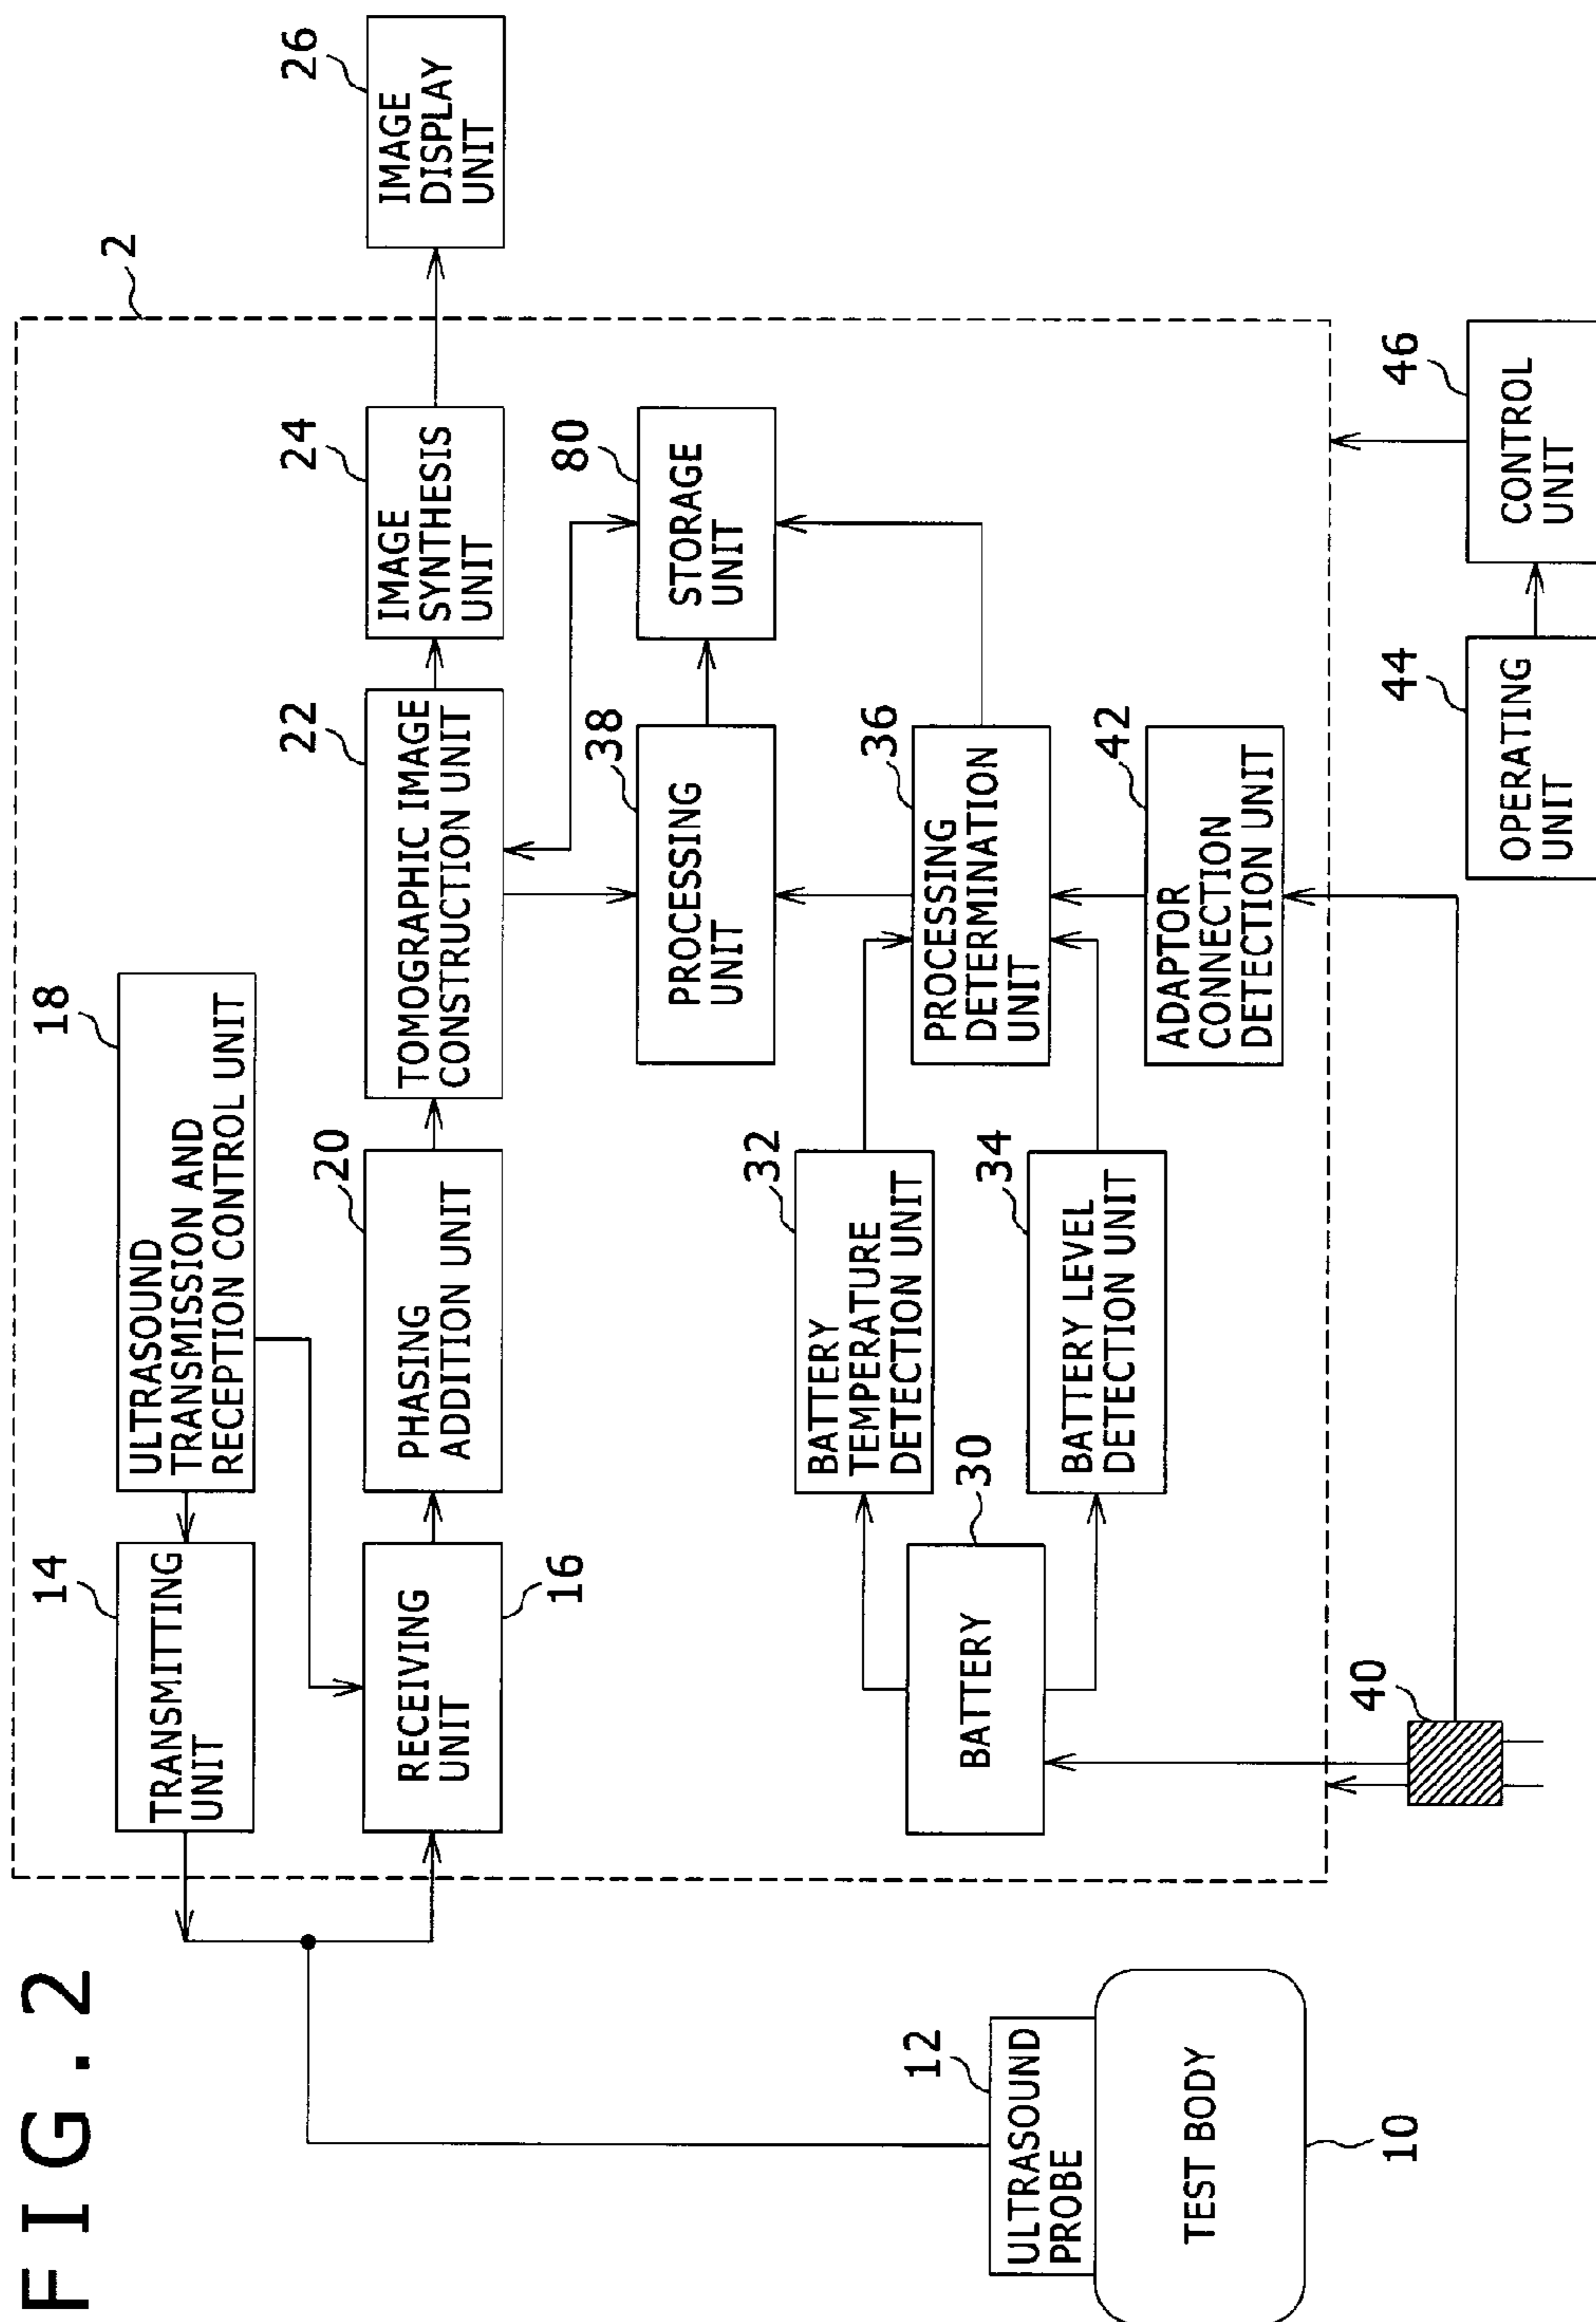 FIG.2
2
18
ULTRASOUND
TRANSMISSION AND
RECEPTION CONTROL UNIT
14
TRANSMITTING
UNIT
RECEIVING
UNIT
16
20
PHASING
ADDITION UNIT
22
TOMOGRAPHIC IMAGE
CONSTRUCTION UNIT
24
IMAGE
SYNTHESIS
UNIT
26
IMAGE
DISPLAY
UNIT
38
PROCESSING
UNIT
80
STORAGE
UNIT
32
BATTERY
TEMPERATURE
DETECTION UNIT
36
PROCESSING
DETERMINATION
UNIT
30
BATTERY
34
BATTERY LEVEL
DETECTION UNIT
42
ADAPTOR
CONNECTION
DETECTION UNIT
12
ULTRASOUND
PROBE
TEST BODY
10
40
44
OPERATING
UNIT
46
CONTROL
UNIT